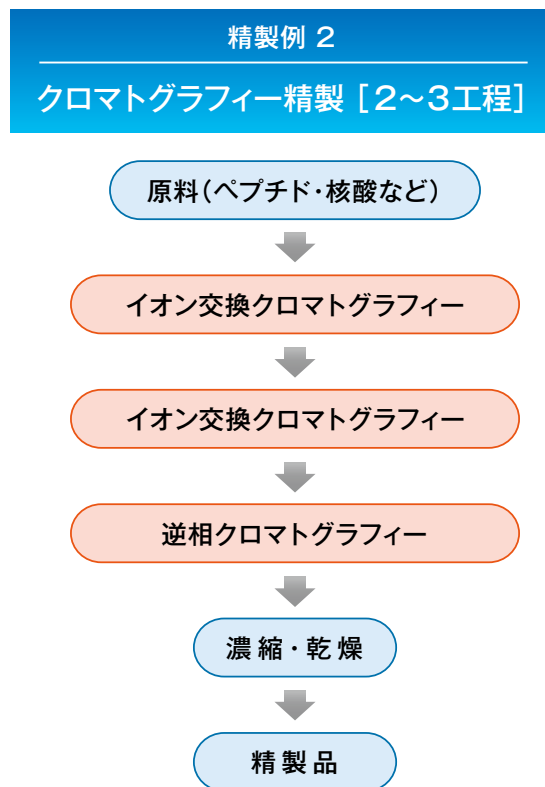 精製例 2
クロマトグラフィー精製[2〜3工程]
原料(ペプチド・核酸など)
イオン交換クロマトグラフィー
イオン交換クロマトグラフィー
逆相クロマトグラフィー
濃縮・乾燥
精製品